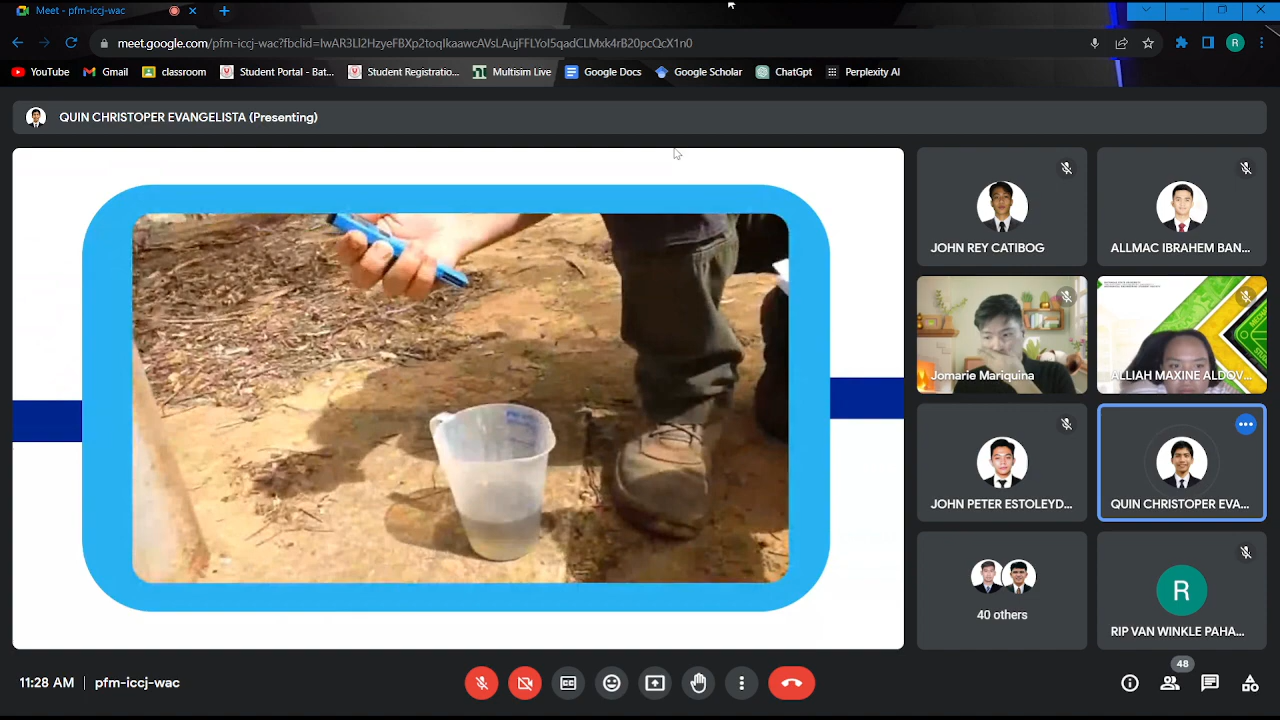 Meet - pfm-iccj-wac
meet.google.com/pfm-iccj-wac?fbclid=IwAR3Ll2HzyeFBXp2toqIkaawcAVsLAujFFLYoI5qadCLMxk4rB20pcQcX1n0
R
YouTube Gmail classroom Student Portal - Bat... Student Registratio... Multisim Live Google Docs Google Scholar ChatGpt Perplexity AI
QUIN CHRISTOPER EVANGELISTA (Presenting)
JOHN REY CATIBOG
ALLMAC IBRAHEM BAN...
Jomarie Mariquina
ALLIAH MAXINE ALDOV...
JOHN PETER ESTOLEYD...
QUIN CHRISTOPER EVA...
40 others
R
RIP VAN WINKLE PAHA...
11:28 AM | pfm-iccj-wac
48